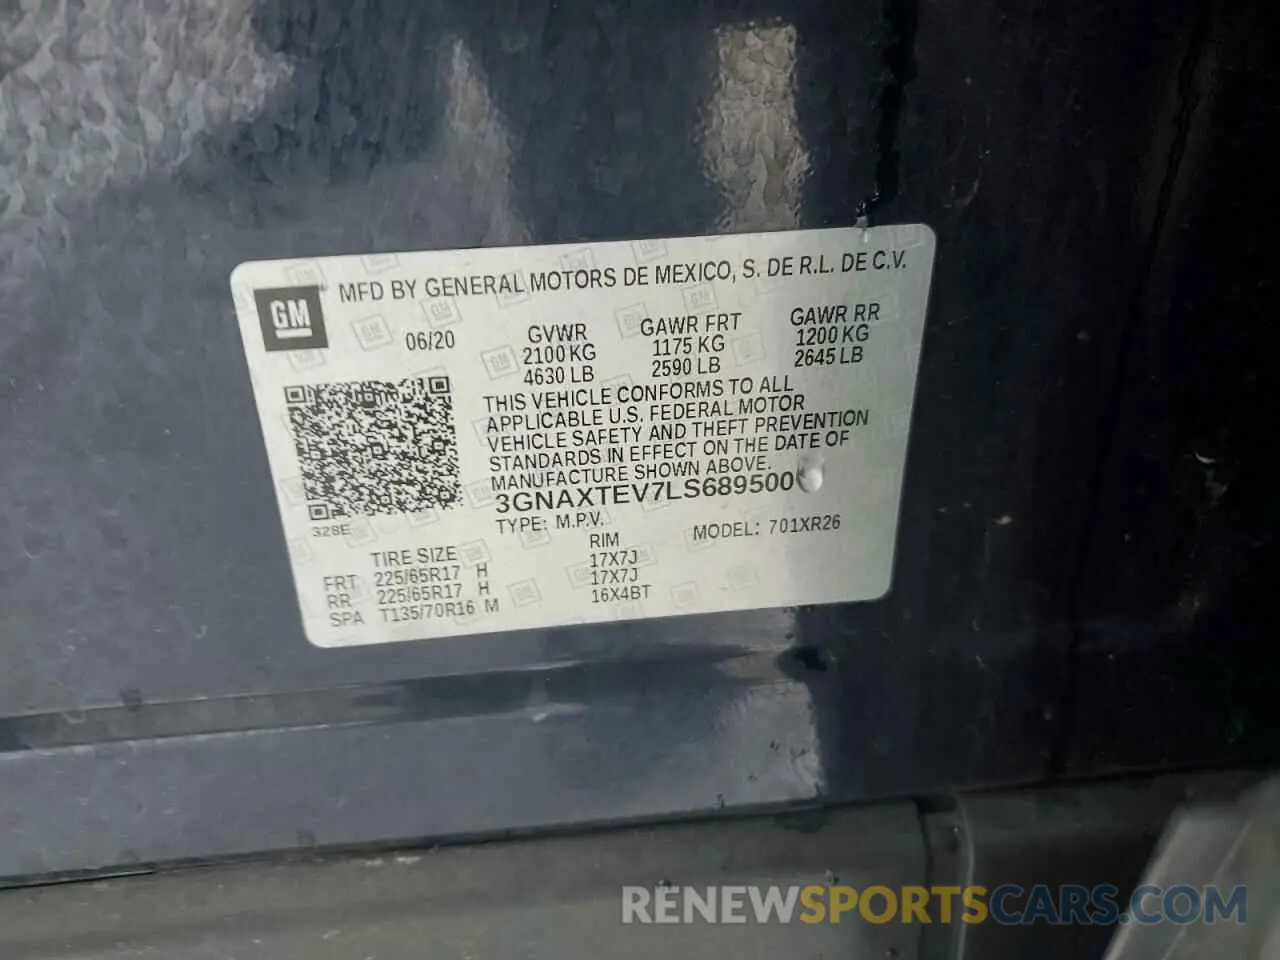 GM
MFD BY GENERAL MOTORS DE MEXICO, S. DE R.L. DE C.V.
06/20
GVWR GAWR FRT GAWR RR
2100 KG 1175 KG 1200 KG
4630 LB 2590 LB 2645 LB
THIS VEHICLE CONFORMS TO ALL
APPLICABLE U.S. FEDERAL MOTOR
VEHICLE SAFETY AND THEFT PREVENTION
STANDARDS IN EFFECT ON THE DATE OF
MANUFACTURE SHOWN ABOVE.
3GNAXTEV7LS689500
328E
TYPE: M.P.V. MODEL: 701XR26
TIRE SIZE RIM
FRT 225/65R17 H 17X7J
RR 225/65R17 H 17X7J
SPA T135/70R16 M 16X4BT
RENEWSPORTSCARS.COM